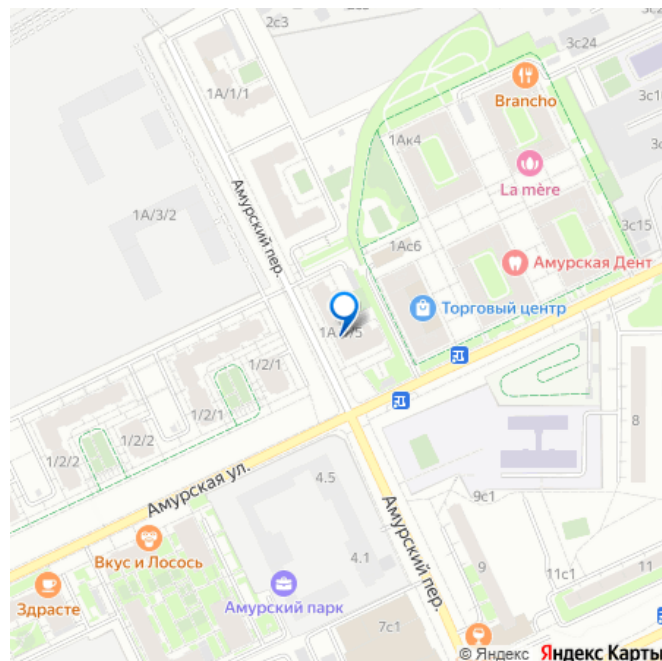 2с3
3с24
1А/1/1
Brancho
3с1
1Ак4
La mère
Амурский пер.
1А/3/2
3с15
1Ас6
Амурская Дент
Торговый центр
1/2/1
1/2/1
8
1/2/2
1/2/2
Амурская ул.
4.5
9с1
Вкус и Лосось
Амурский пер.
4.1
9
11с1
11
Здрасте
Амурский парк
7с1
© Яндекс Яндекс Карты